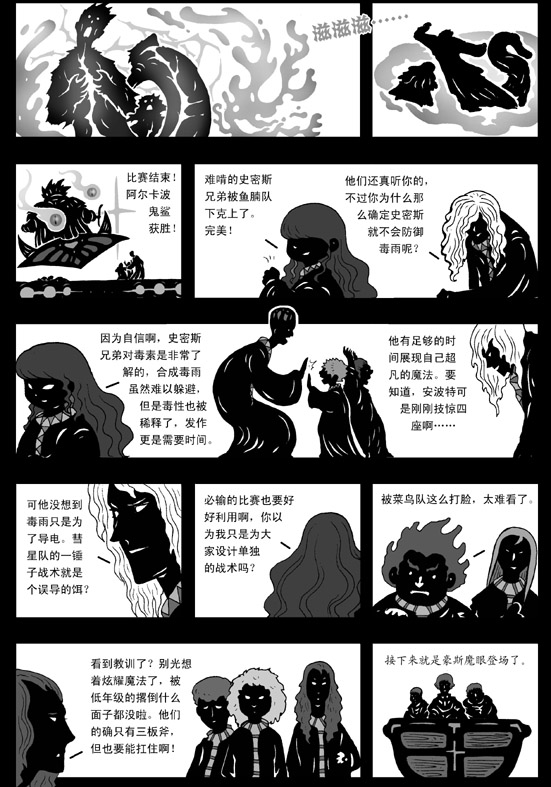 滋滋滋……
比赛结束！
阿尔卡波
鬼鲨
获胜！
难啃的史密斯
兄弟被鱼腩队
下克上了。
完美！
他们还真听你的，
不过你为什么那
么确定史密斯
就不会防御
毒雨呢？
因为自信啊，史密斯
兄弟对毒素是非常了
解的，合成毒雨
虽然难以躲避，
但是毒性也被
稀释了，发作
更是需要时间。
他有足够的时
间展现自己超
凡的魔法。要
知道，安波特可
是刚刚技惊四
座啊……
可他没想到
毒雨只是为
了导电。彗
星队的一锤
子战术就是
个误导的饵？
必输的比赛也要好
好利用啊，你以
为我只是为大
家设计单独
的战术吗？
被菜鸟队这么打脸，太难看了。
看到教训了？别光想
着炫耀魔法了，被
低年级的撂倒什么
面子都没啦。他们
的确只有三板斧，
但也要能扛住啊！
接下来就是豪斯魔眼登场了。